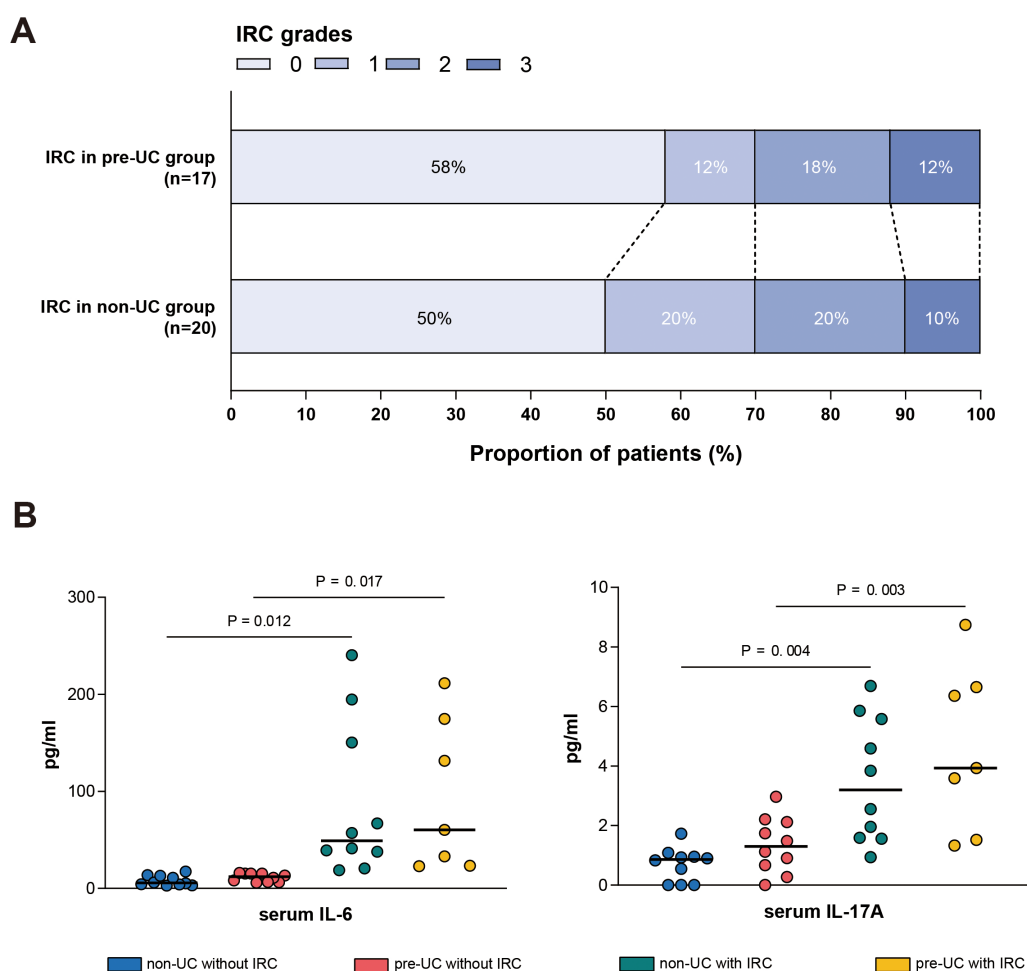 A
IRC grades
0 1 2 3
IRC in pre-UC group
(n=17)
58% 12% 18% 12%
IRC in non-UC group
(n=20)
50% 20% 20% 10%
0 10 20 30 40 50 60 70 80 90 100
Proportion of patients (%)
B
300
200
100
0
pg/ml
P = 0.017
P = 0.012
serum IL-6
10
8
6
4
2
0
pg/ml
P = 0.003
P = 0.004
serum IL-17A
non-UC without IRC pre-UC without IRC non-UC with IRC pre-UC with IRC